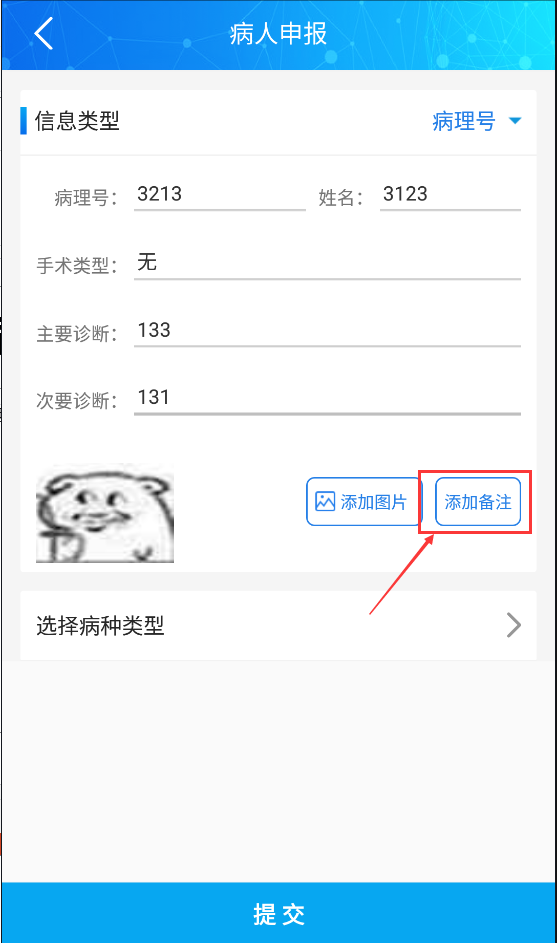 病人申报
信息类型 病理号
病理号： 3213 姓名： 3123
手术类型： 无
主要诊断： 133
次要诊断： 131
添加图片 添加备注
选择病种类型
提交